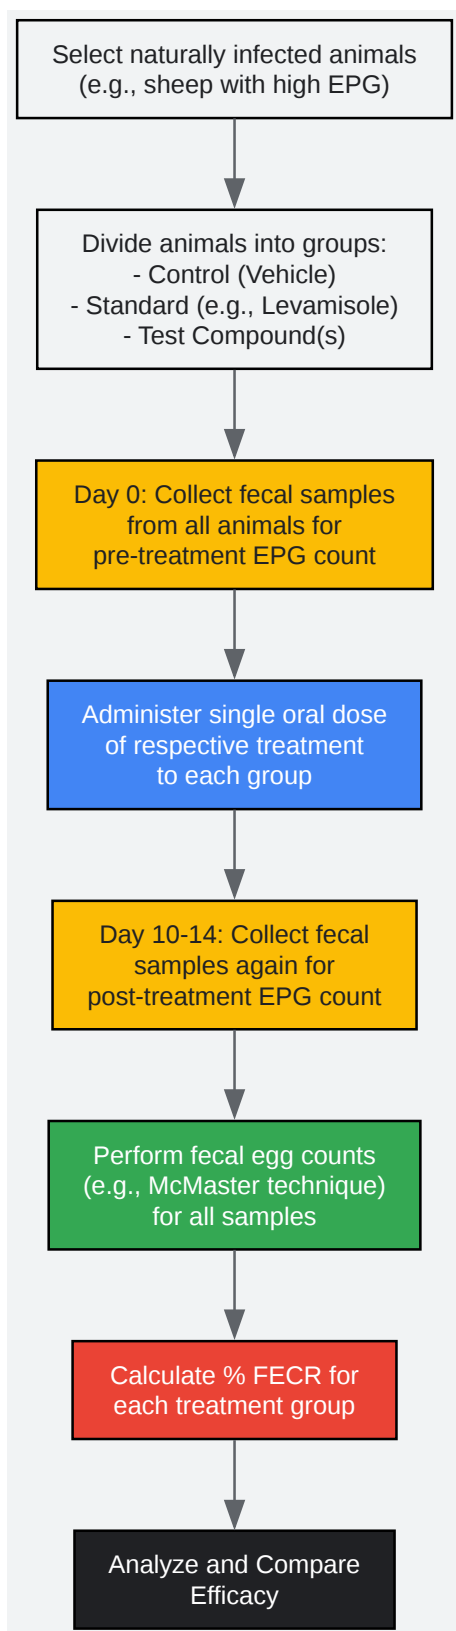 Select naturally infected animals
(e.g., sheep with high EPG)
Divide animals into groups:
- Control (Vehicle)
- Standard (e.g., Levamisole)
- Test Compound(s)
Day 0: Collect fecal samples
from all animals for
pre-treatment EPG count
Administer single oral dose
of respective treatment
to each group
Day 10-14: Collect fecal
samples again for
post-treatment EPG count
Perform fecal egg counts
(e.g., McMaster technique)
for all samples
Calculate % FECR for
each treatment group
Analyze and Compare
Efficacy